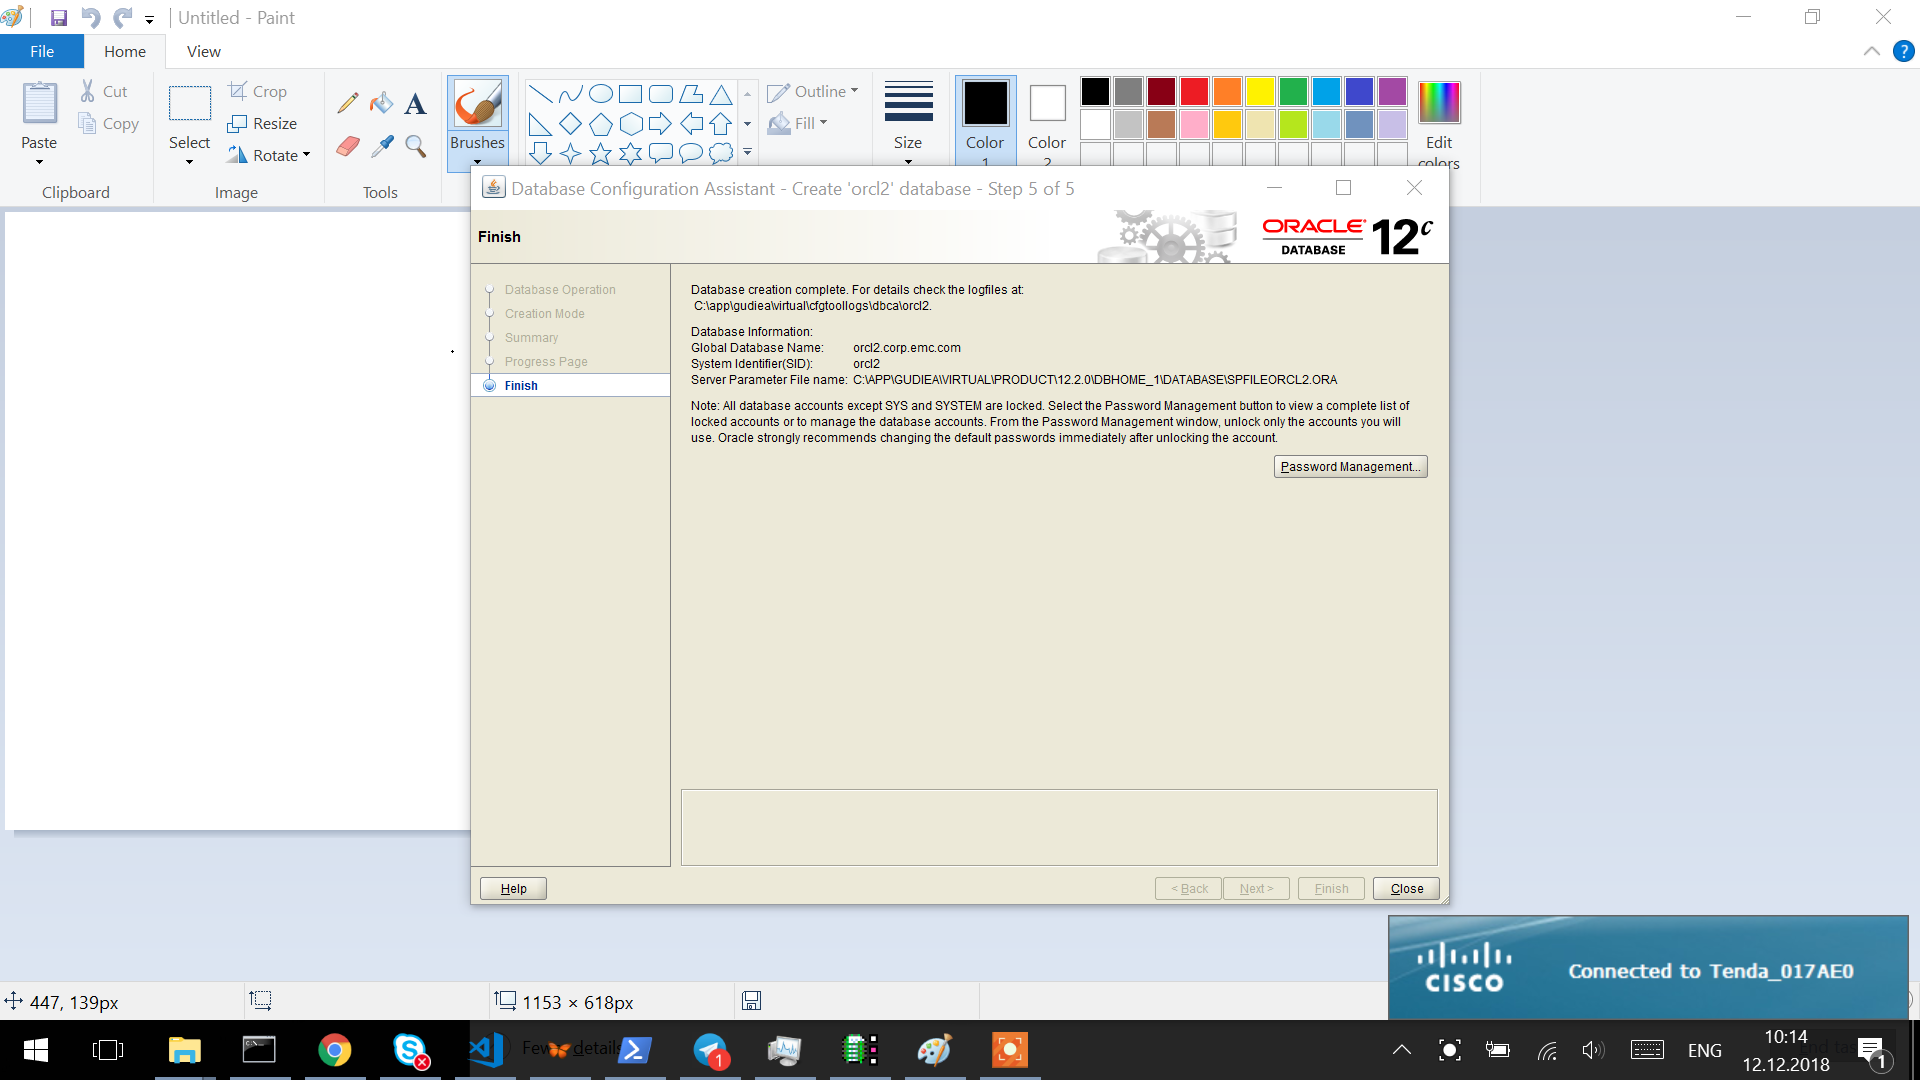 Untitled - Paint
File
Home
View
Cut
Copy
Paste
Clipboard
Crop
Resize
Rotate
Select
Image
Tools
Brushes
Outline
Fill
Size
Color
1
Color
2
Edit
colors
Database Configuration Assistant - Create 'orcl2' database - Step 5 of 5
Finish
ORACLE
DATABASE
12c
Database Operation
Creation Mode
Summary
Progress Page
Finish
Database creation complete. For details check the logfiles at:
C:\app\gudiea\virtual\cfgtoollogs\dbca\orcl2.
Database Information:
Global Database Name: orcl2.corp.emc.com
System Identifier(SID): orcl2
Server Parameter File name: C:\APP\GUDIEA\VIRTUAL\PRODUCT\12.2.0\DBHOME_1\DATABASE\SPFILEORCL2.ORA
Note: All database accounts except SYS and SYSTEM are locked. Select the Password Management button to view a complete list of
locked accounts or to manage the database accounts. From the Password Management window, unlock only the accounts you will
use. Oracle strongly recommends changing the default passwords immediately after unlocking the account.
Password Management...
Help
< Back
Next >
Finish
Close
CISCO
Connected to Tenda_017AE0
447, 139px
1153 × 618px
1
ENG
10:14
12.12.2018
1